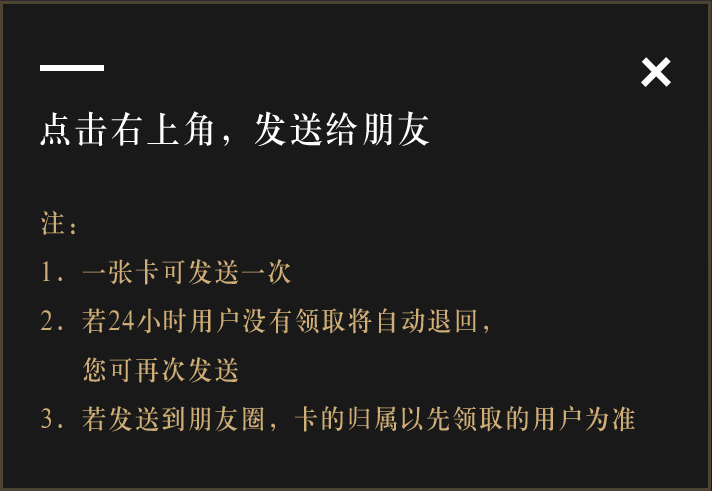 点击右上角，发送给朋友
注：
1. 一张卡可发送一次
2. 若24小时用户没有领取将自动退回，
您可再次发送
3. 若发送到朋友圈，卡的归属以先领取的用户为准